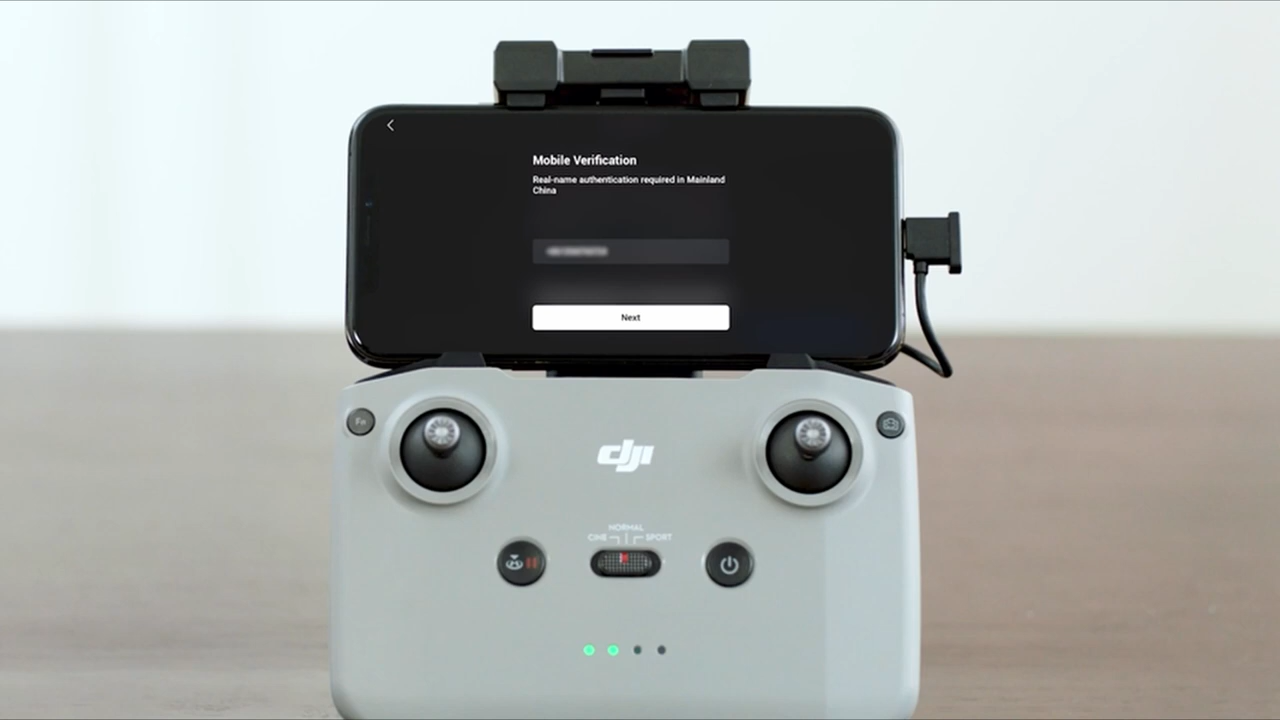 Mobile Verification
Real-name authentication required in Mainland
China
Next
Fn
dji
NORMAL
CINE
SPORT